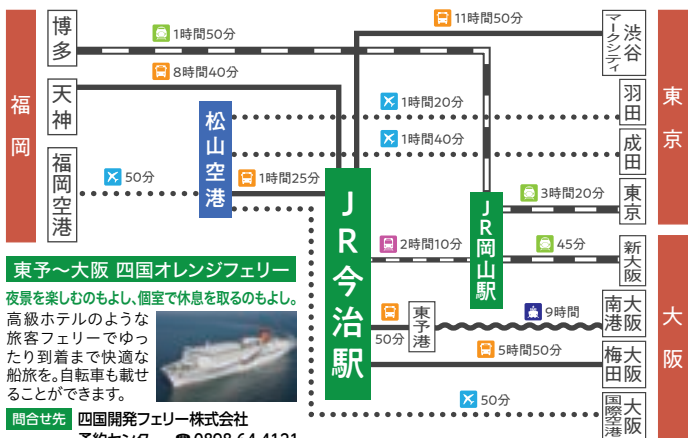 福岡
博多
天神
福岡空港
1時間50分
8時間40分
50分
松山空港
1時間25分
JR今治駅
JR岡山駅
11時間50分
1時間20分
1時間40分
3時間20分
2時間10分
45分
50分
東予港
9時間
5時間50分
50分
渋谷
マークシティ
羽田
成田
東京
新大阪
大阪
南港
大阪
梅田
大阪
国際空港
東京
大阪
東予〜大阪 四国オレンジフェリー
夜景を楽しむのもよし、個室で休息を取るのもよし。
高級ホテルのような
旅客フェリーでゆっ
たり到着まで快適な
船旅を。自転車も載せ
ることができます。
問合せ先 四国開発フェリー株式会社
予約センター ☎0898-64-4121